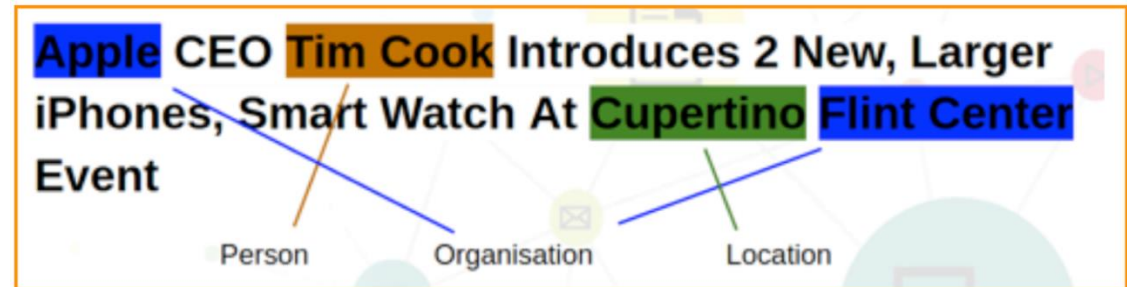 Apple CEO Tim Cook Introduces 2 New, Larger
iPhones, Smart Watch At Cupertino Flint Center
Event
Person Organisation Location